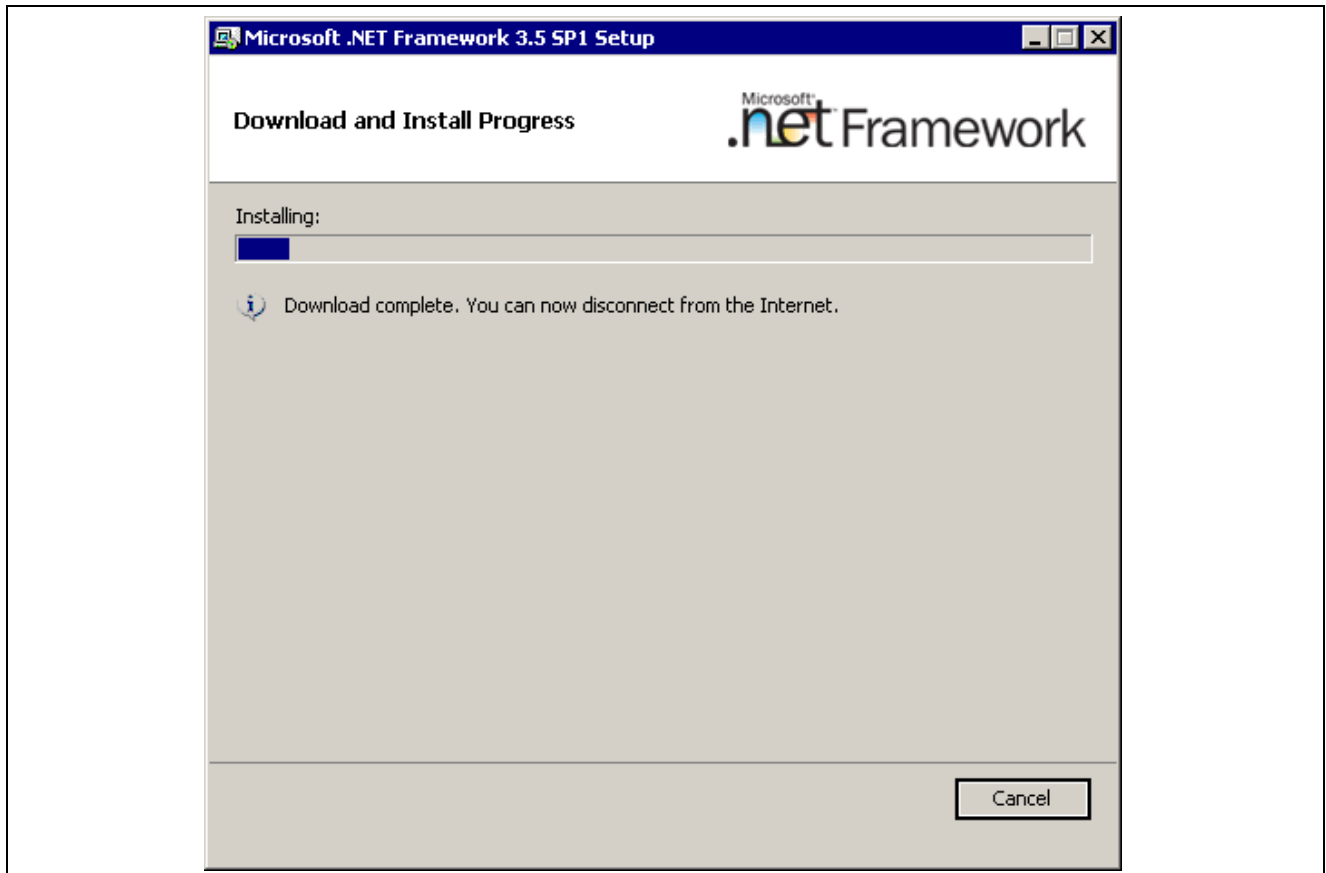 Microsoft .NET Framework 3.5 SP1 Setup
Download and Install Progress
Microsoft
.net Framework
Installing:
Download complete. You can now disconnect from the Internet.
Cancel